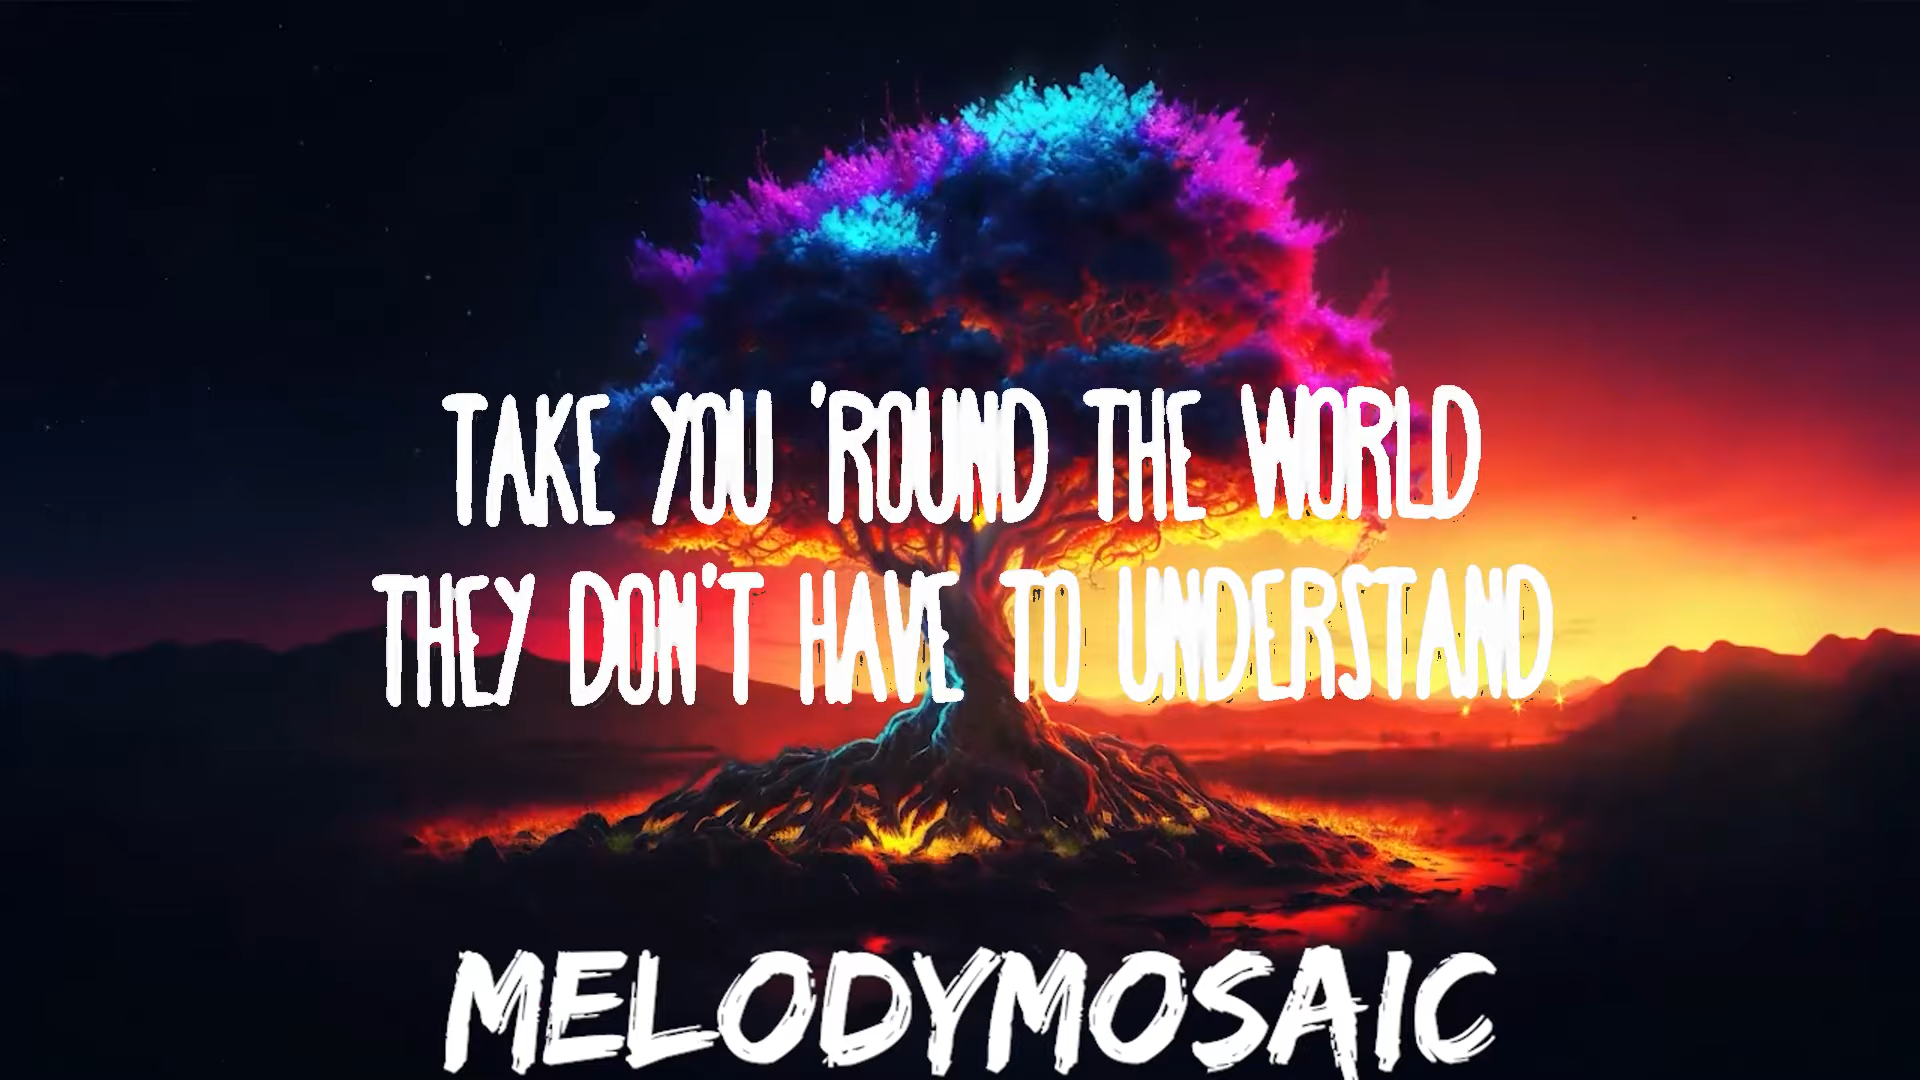 TAKE YOU 'ROUND THE WORLD
THEY DON'T HAVE TO UNDERSTAND
MELODYMOSAIC